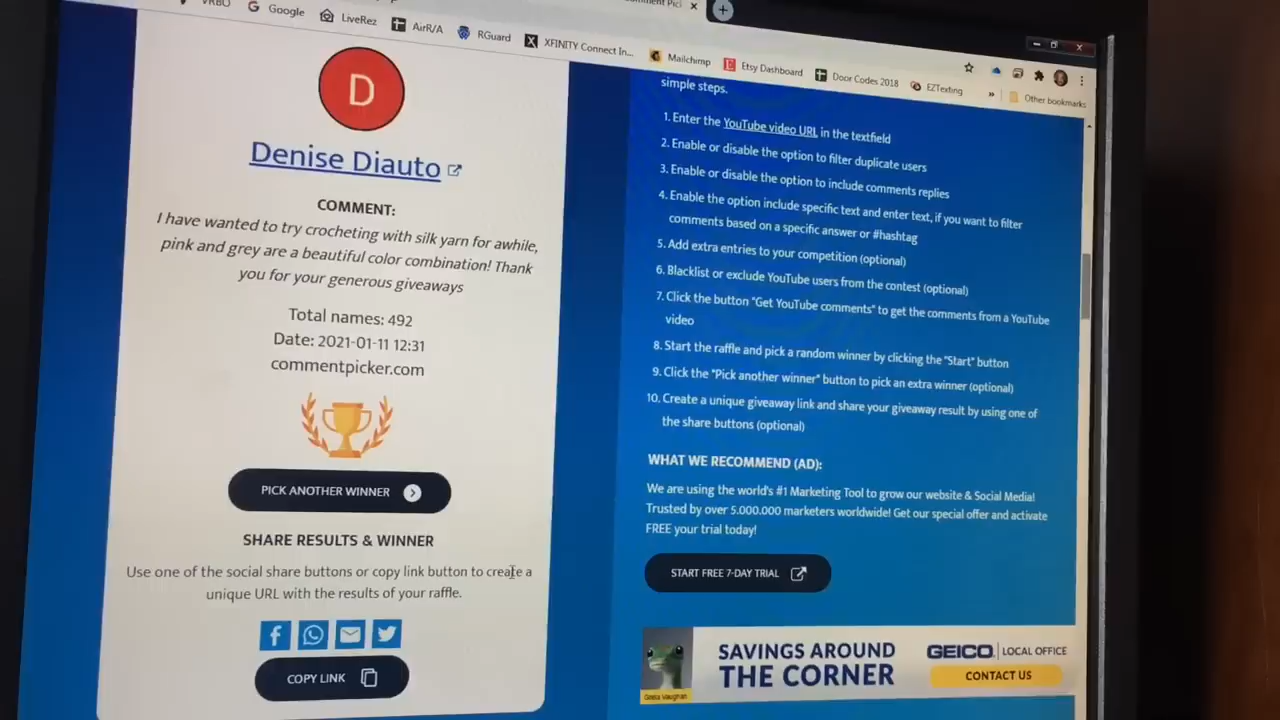 VRBO
Google
LiveRez
AirR/A
RGuard
X
XFINITY Connect In...
Mailchimp
E
Etsy Dashboard
Door Codes 2018
EZTexting
»
Other bookmarks
D
Denise Diauto
COMMENT:
I have wanted to try crocheting with silk yarn for awhile,
pink and grey are a beautiful color combination! Thank
you for your generous giveaways
Total names: 492
Date: 2021-01-11 12:31
commentpicker.com
PICK ANOTHER WINNER
SHARE RESULTS & WINNER
Use one of the social share buttons or copy link button to create a
unique URL with the results of your raffle.
COPY LINK
simple steps.
1. Enter the YouTube video URL in the textfield
2. Enable or disable the option to filter duplicate users
3. Enable or disable the option to include comments replies
4. Enable the option include specific text and enter text, if you want to filter
comments based on a specific answer or #hashtag
5. Add extra entries to your competition (optional)
6. Blacklist or exclude YouTube users from the contest (optional)
7. Click the button "Get YouTube comments" to get the comments from a YouTube
video
8. Start the raffle and pick a random winner by clicking the "Start" button
9. Click the "Pick another winner" button to pick an extra winner (optional)
10. Create a unique giveaway link and share your giveaway result by using one of
the share buttons (optional)
WHAT WE RECOMMEND (AD):
We are using the world's #1 Marketing Tool to grow our website & Social Media!
Trusted by over 5.000.000 marketers worldwide! Get our special offer and activate
FREE your trial today!
START FREE 7-DAY TRIAL
SAVINGS AROUND
THE CORNER
GEICO | LOCAL OFFICE
CONTACT US
Geeta Vaughan